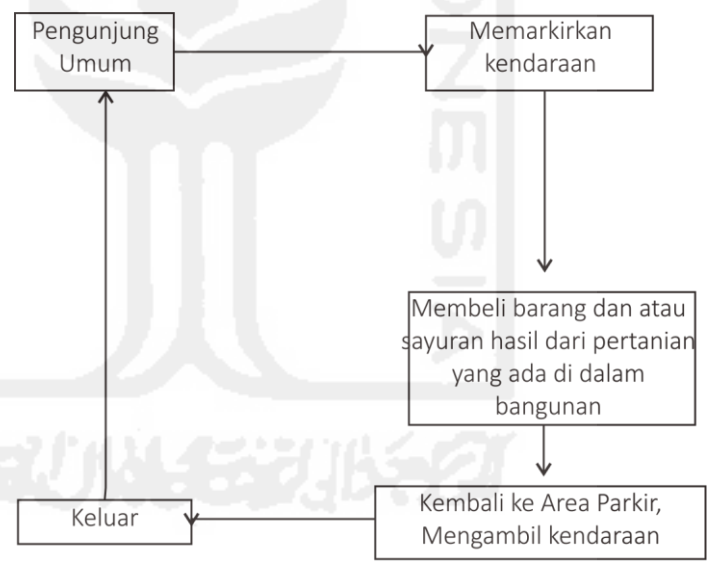 Pengunjung
Umum
Memarkirkan
kendaraan
Membeli barang dan atau
sayuran hasil dari pertanian
yang ada di dalam
bangunan
Kembali ke Area Parkir,
Mengambil kendaraan
Keluar